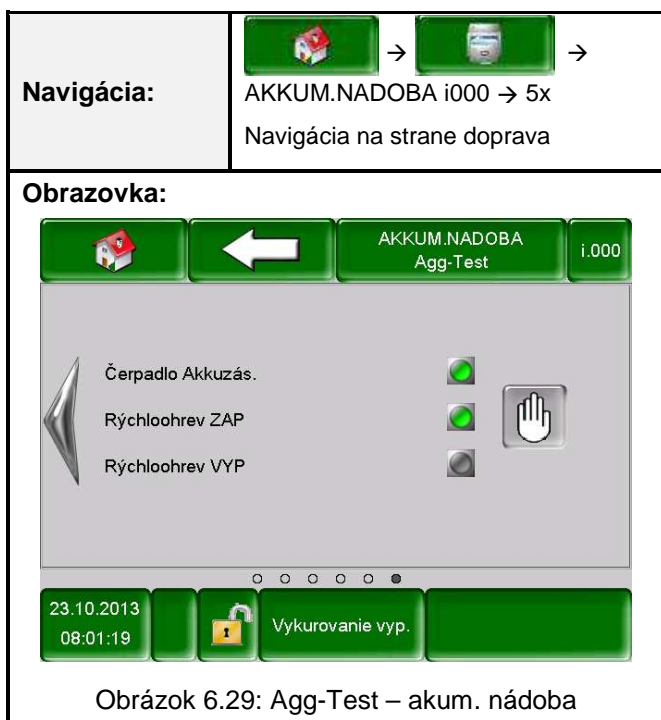 Navigácia:
→ →
AKKUM.NADOBA i000 → 5x
Navigácia na strane doprava
Obrazovka:
AKKUM.NADOBA
Agg-Test
i.000
Čerpadlo Akkuzás.
Rýchloohrev ZAP
Rýchloohrev VYP
23.10.2013
08:01:19
Vykurovanie vyp.
Obrázok 6.29: Agg-Test – akum. nádoba